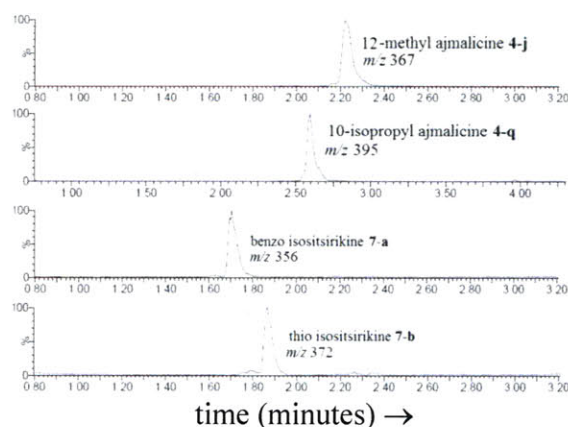 100
12-methyl ajmalicine 4-j
m/z 367
%
0
0.80 1.00 1.20 1.40 1.60 1.80 2.00 2.20 2.40 2.60 2.80 3.00 3.20
100
10-isopropyl ajmalicine 4-q
m/z 395
%
0
1.00 1.50 2.00 2.50 3.00 3.50 4.00
100
benzo isositsirikine 7-a
m/z 356
%
0
0.80 1.00 1.20 1.40 1.60 1.80 2.00 2.20 2.40 2.60 2.80 3.00 3.20
100
thio isositsirikine 7-b
m/z 372
%
0
0.80 1.00 1.20 1.40 1.60 1.80 2.00 2.20 2.40 2.60 2.80 3.00 3.20
time (minutes) →